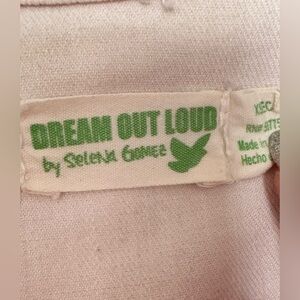 DREAM OUT LOUD
by Selena Gomez
Made in
Hecho